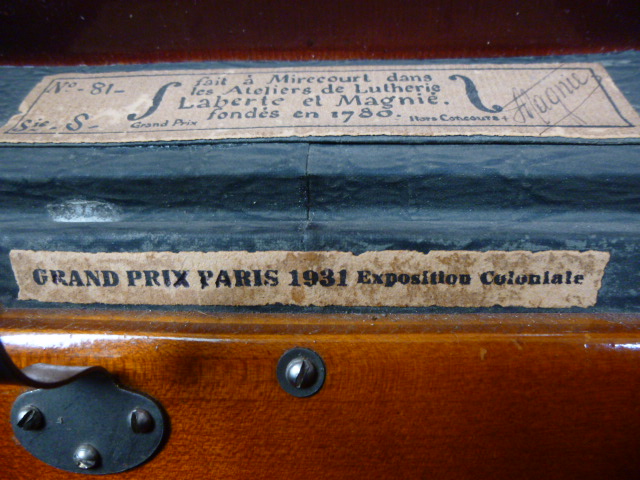 No. 81-
fait à Mirecourt dans
les Ateliers de Lutherie
Laberte et Magnié.
fondés en 1780.
Sie. S-
Grand Prix
Hors Concours
Magnié
GRAND PRIX PARIS 1931 Exposition Coloniale